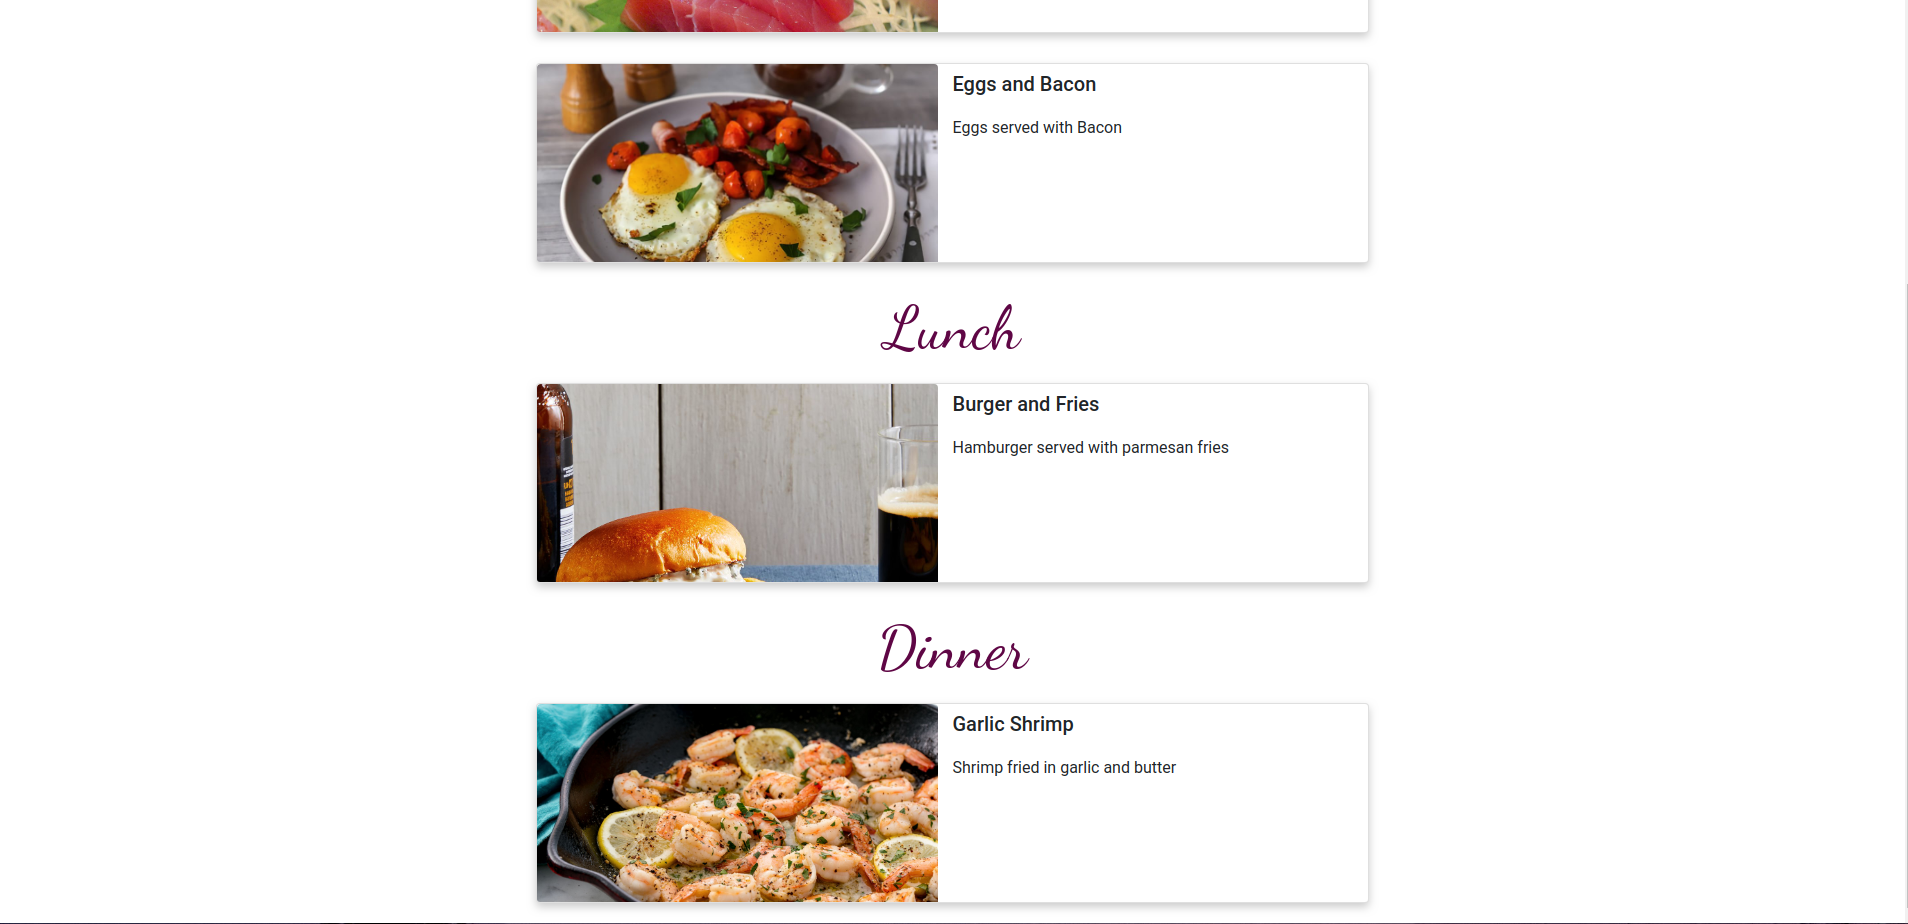 Eggs and Bacon
Eggs served with Bacon
Lunch
Burger and Fries
Hamburger served with parmesan fries
Dinner
Garlic Shrimp
Shrimp fried in garlic and butter